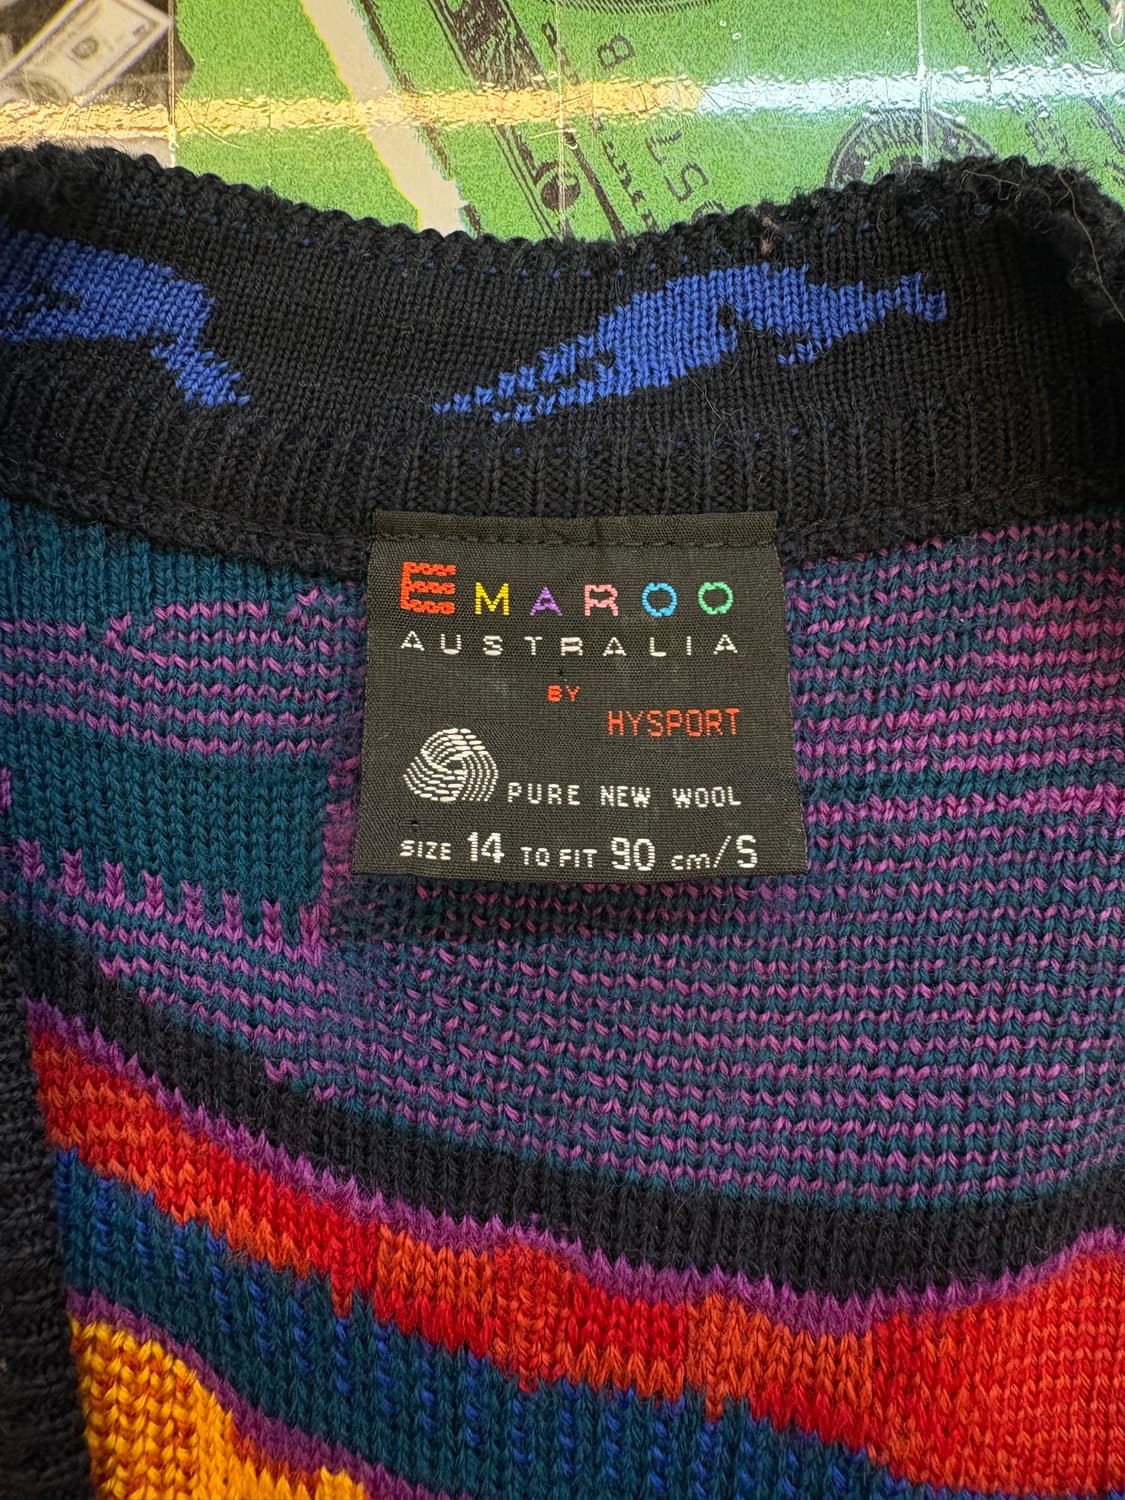 EMAROO
AUSTRALIA
BY
HYSPORT
PURE NEW WOOL
SIZE 14 TO FIT 90 cm/S